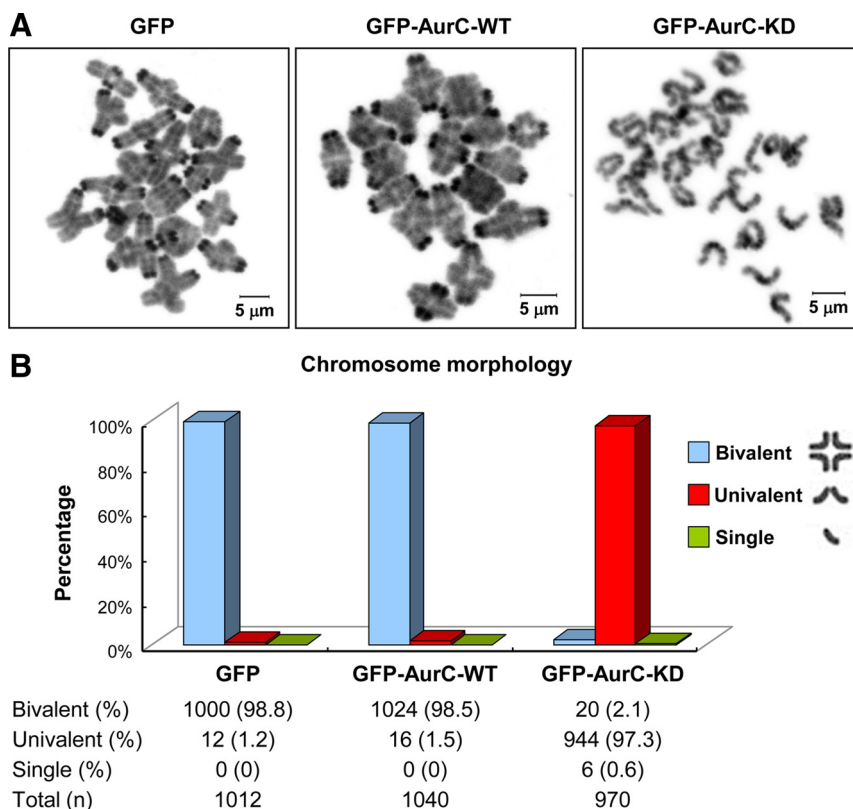 A
GFP
GFP-AurC-WT
GFP-AurC-KD
5 μm
5 μm
5 μm
B
Chromosome morphology
Percentage
100%
80%
60%
40%
20%
0%
Bivalent
Univalent
Single
GFP
GFP-AurC-WT
GFP-AurC-KD
Bivalent (%) 1000 (98.8) 1024 (98.5) 20 (2.1)
Univalent (%) 12 (1.2) 16 (1.5) 944 (97.3)
Single (%) 0 (0) 0 (0) 6 (0.6)
Total (n) 1012 1040 970